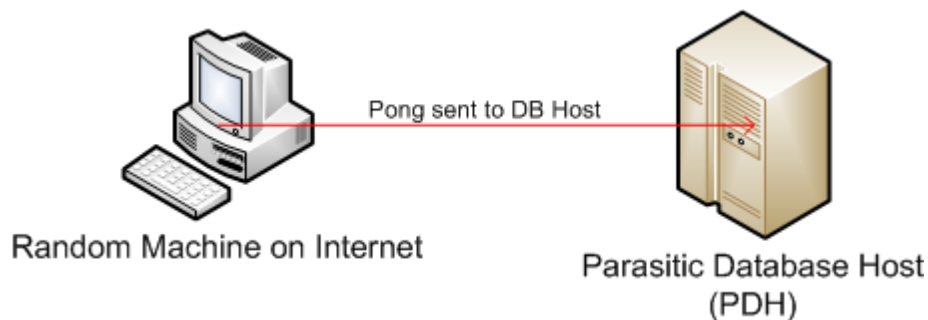 Pong sent to DB Host
Random Machine on Internet
Parasitic Database Host
(PDH)